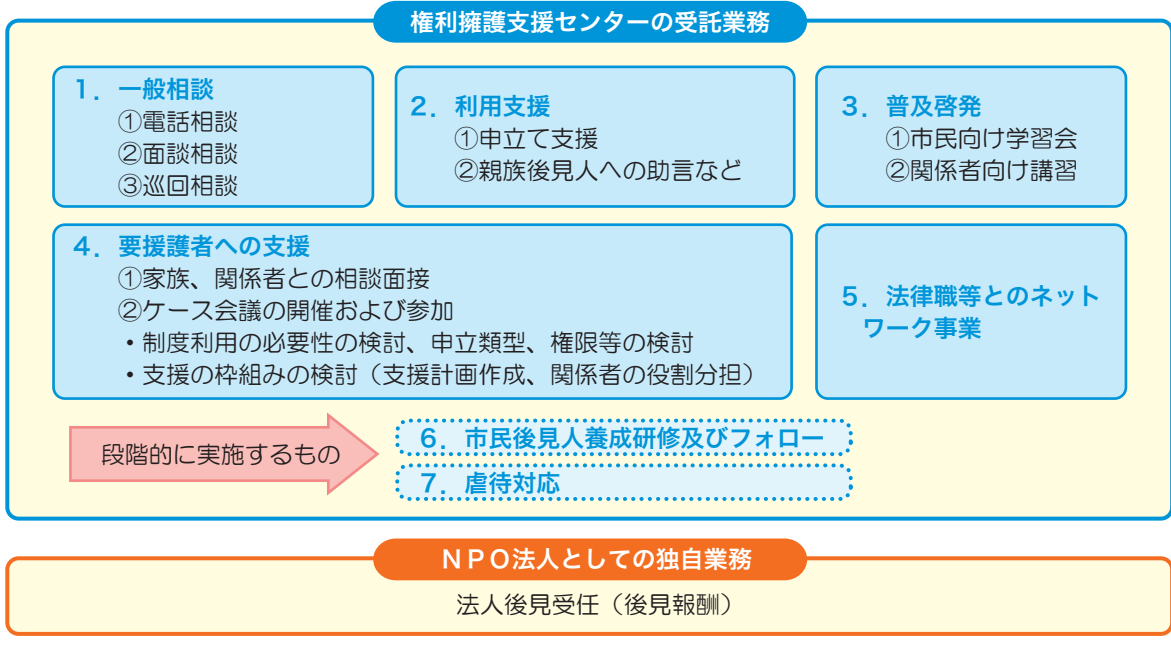 権利擁護支援センターの受託業務
１．一般相談
①電話相談
②面談相談
③巡回相談
２．利用支援
①申立て支援
②親族後見人への助言など
３．普及啓発
①市民向け学習会
②関係者向け講習
４．要援護者への支援
①家族、関係者との相談面接
②ケース会議の開催および参加
・制度利用の必要性の検討、申立類型、権限等の検討
・支援の枠組みの検討（支援計画作成、関係者の役割分担）
５．法律職等とのネット
ワーク事業
段階的に実施するもの
６．市民後見人養成研修及びフォロー
７．虐待対応
ＮＰＯ法人としての独自業務
法人後見受任（後見報酬）